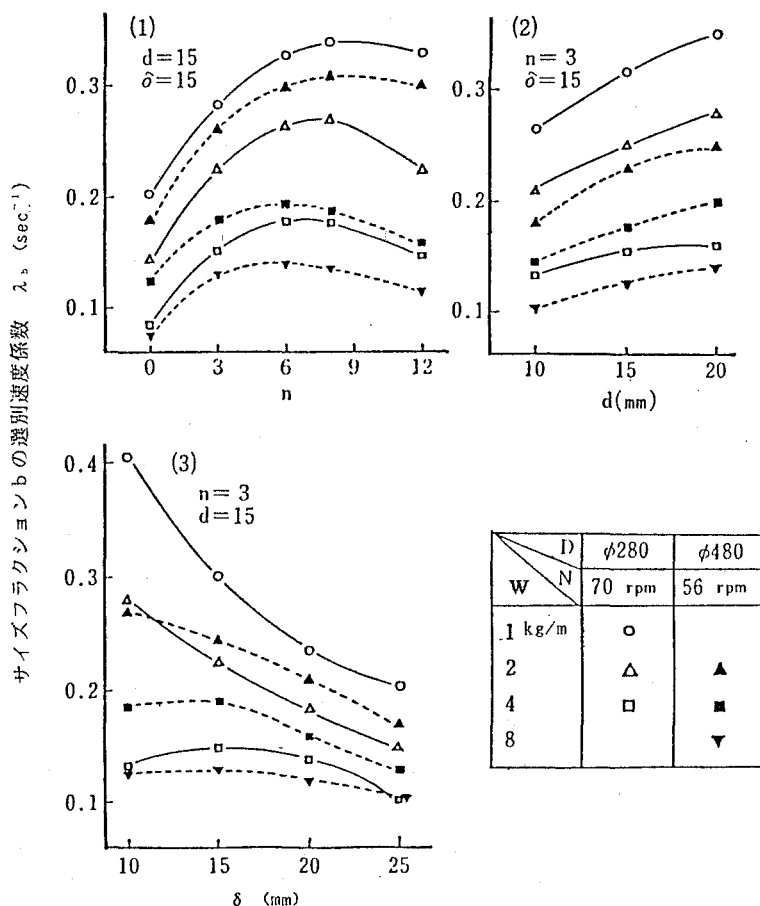 サイズフラクションbの選別速度係数 λb (sec⁻¹)
(1)
d=15
δ=15
0.3
0.2
0.1
0 3 6 9 12
n
(2)
n=3
δ=15
0.3
0.2
0.1
10 15 20
d(mm)
(3)
n=3
d=15
0.4
0.3
0.2
0.1
10 15 20 25
δ (mm)
D φ280 φ480
W N 70 rpm 56 rpm
1 kg/m ○
2 △ ▲
4 □ ■
8 ▼